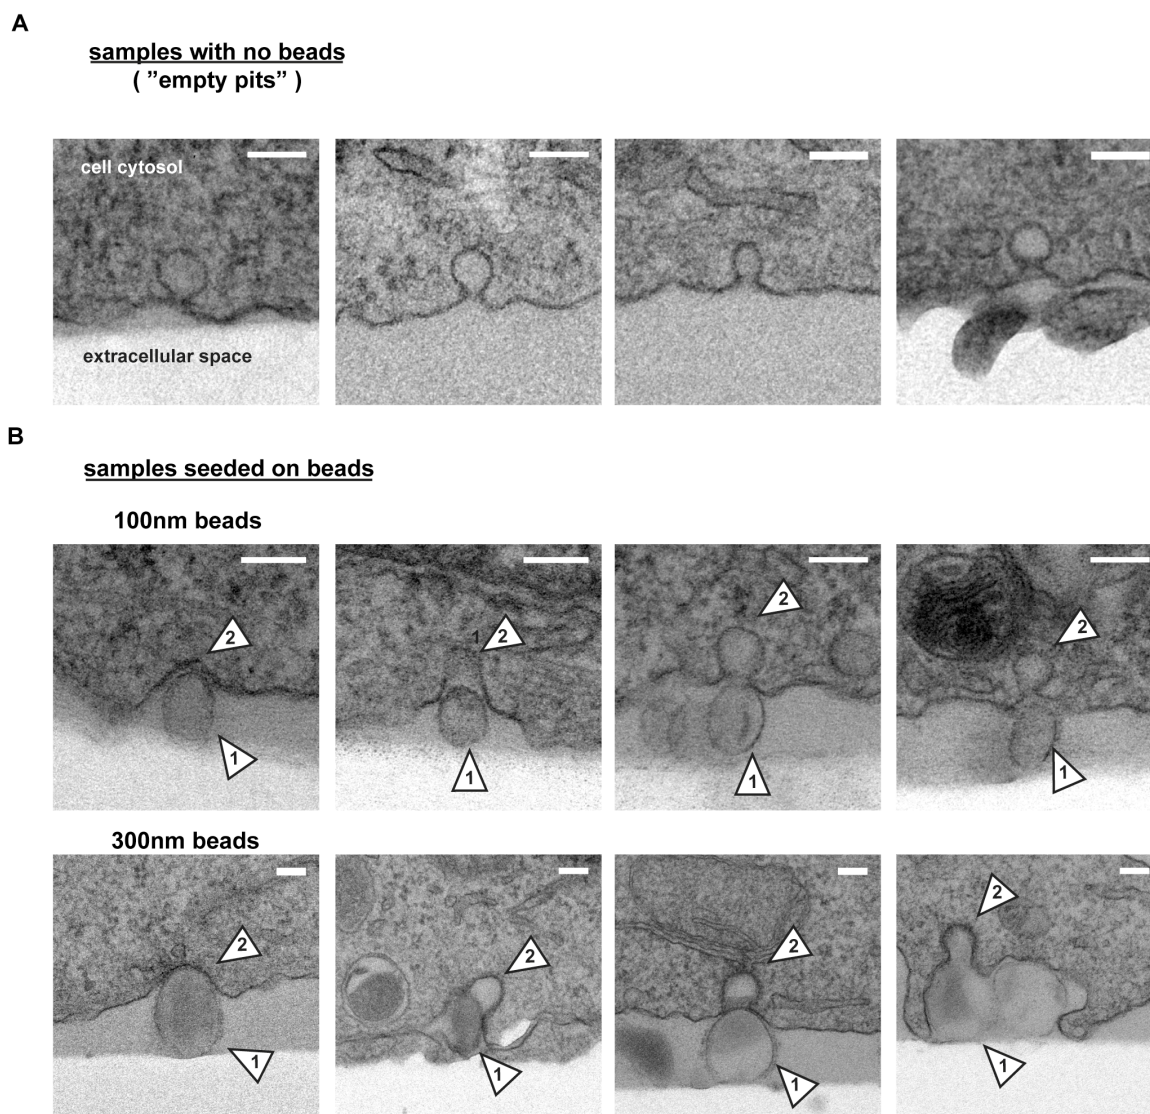 A
samples with no beads
( ”empty pits” )
cell cytosol
extracellular space
B
samples seeded on beads
100nm beads
2
1
1
2
1
2
1
2
1
300nm beads
2
1
2
1
2
1
2
1